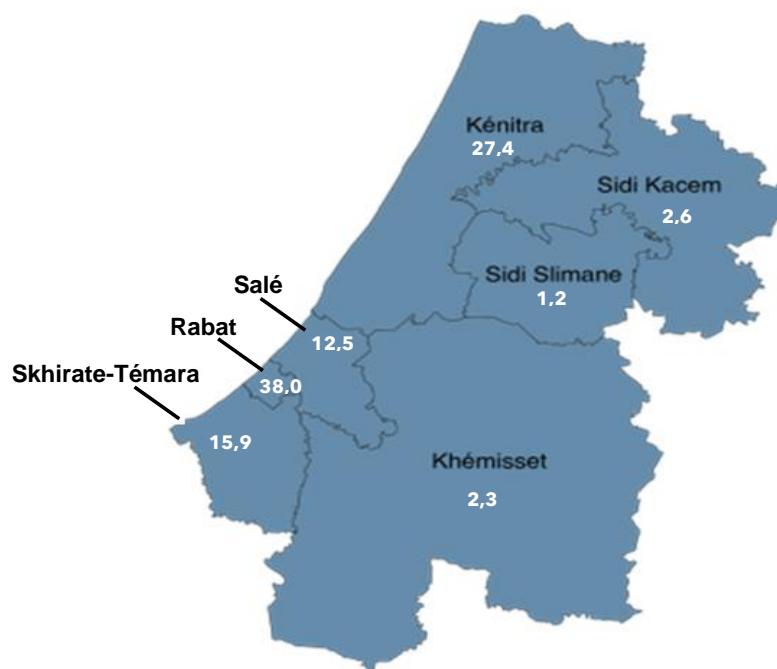 Kénitra
27,4
Sidi Kacem
2,6
Sidi Slimane
1,2
Salé
12,5
Rabat
38,0
Skhirate-Témara
15,9
Khémisset
2,3